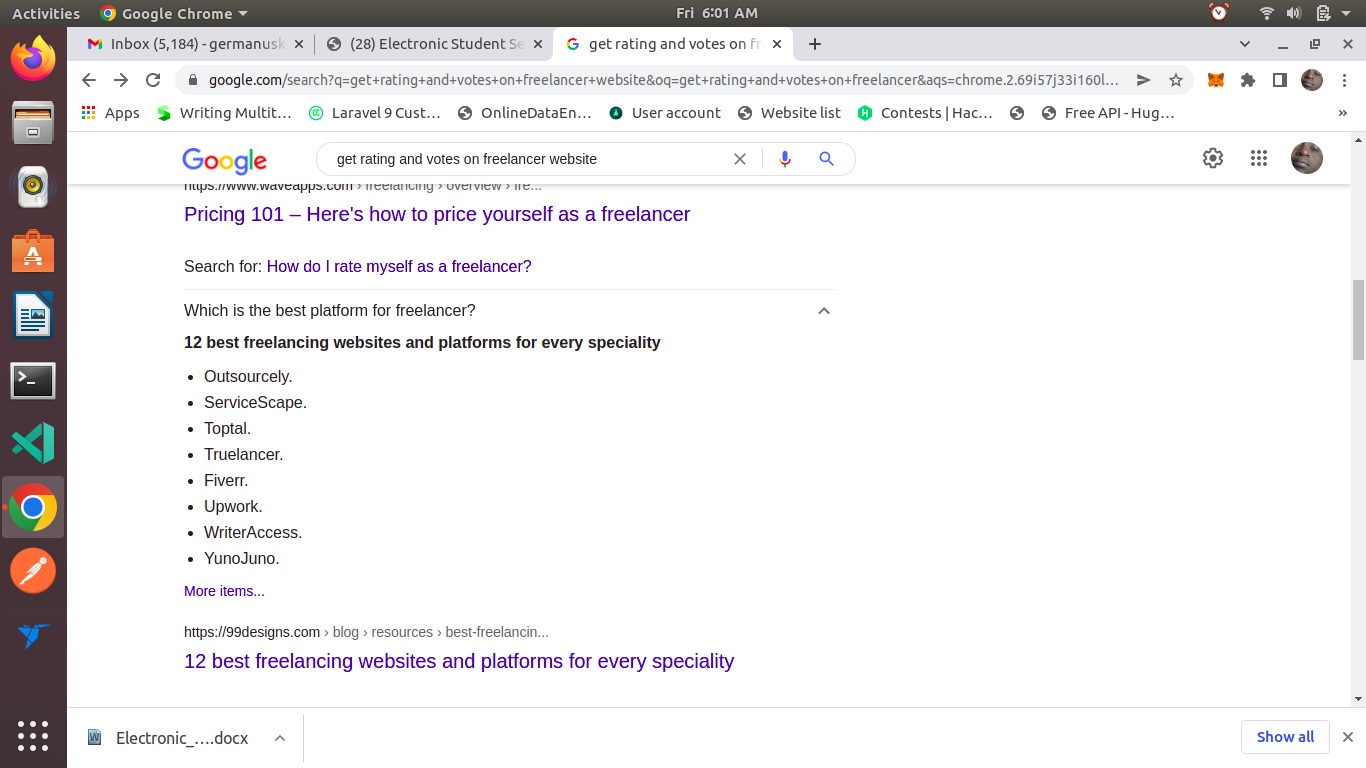 Activities Google Chrome Fri 6:01 AM
Inbox (5,184) - germanusk (28) Electronic Student Se get rating and votes on fr
google.com/search?q=get+rating+and+votes+on+freelancer+website&oq=get+rating+and+votes+on+freelancer&aqs=chrome.2.69i57j33i160l...
Apps Writing Multit... Laravel 9 Cust... OnlineDataEn... User account Website list Contests | Hac... Free API - Hug... »
Google get rating and votes on freelancer website
https://www.waveapps.com › freelancing › overview › fre...
Pricing 101 – Here's how to price yourself as a freelancer
Search for: How do I rate myself as a freelancer?
Which is the best platform for freelancer?
12 best freelancing websites and platforms for every speciality
• Outsourcely.
• ServiceScape.
• Toptal.
• Truelancer.
• Fiverr.
• Upwork.
• WriterAccess.
• YunoJuno.
More items...
https://99designs.com › blog › resources › best-freelancin...
12 best freelancing websites and platforms for every speciality
Electronic_....docx Show all